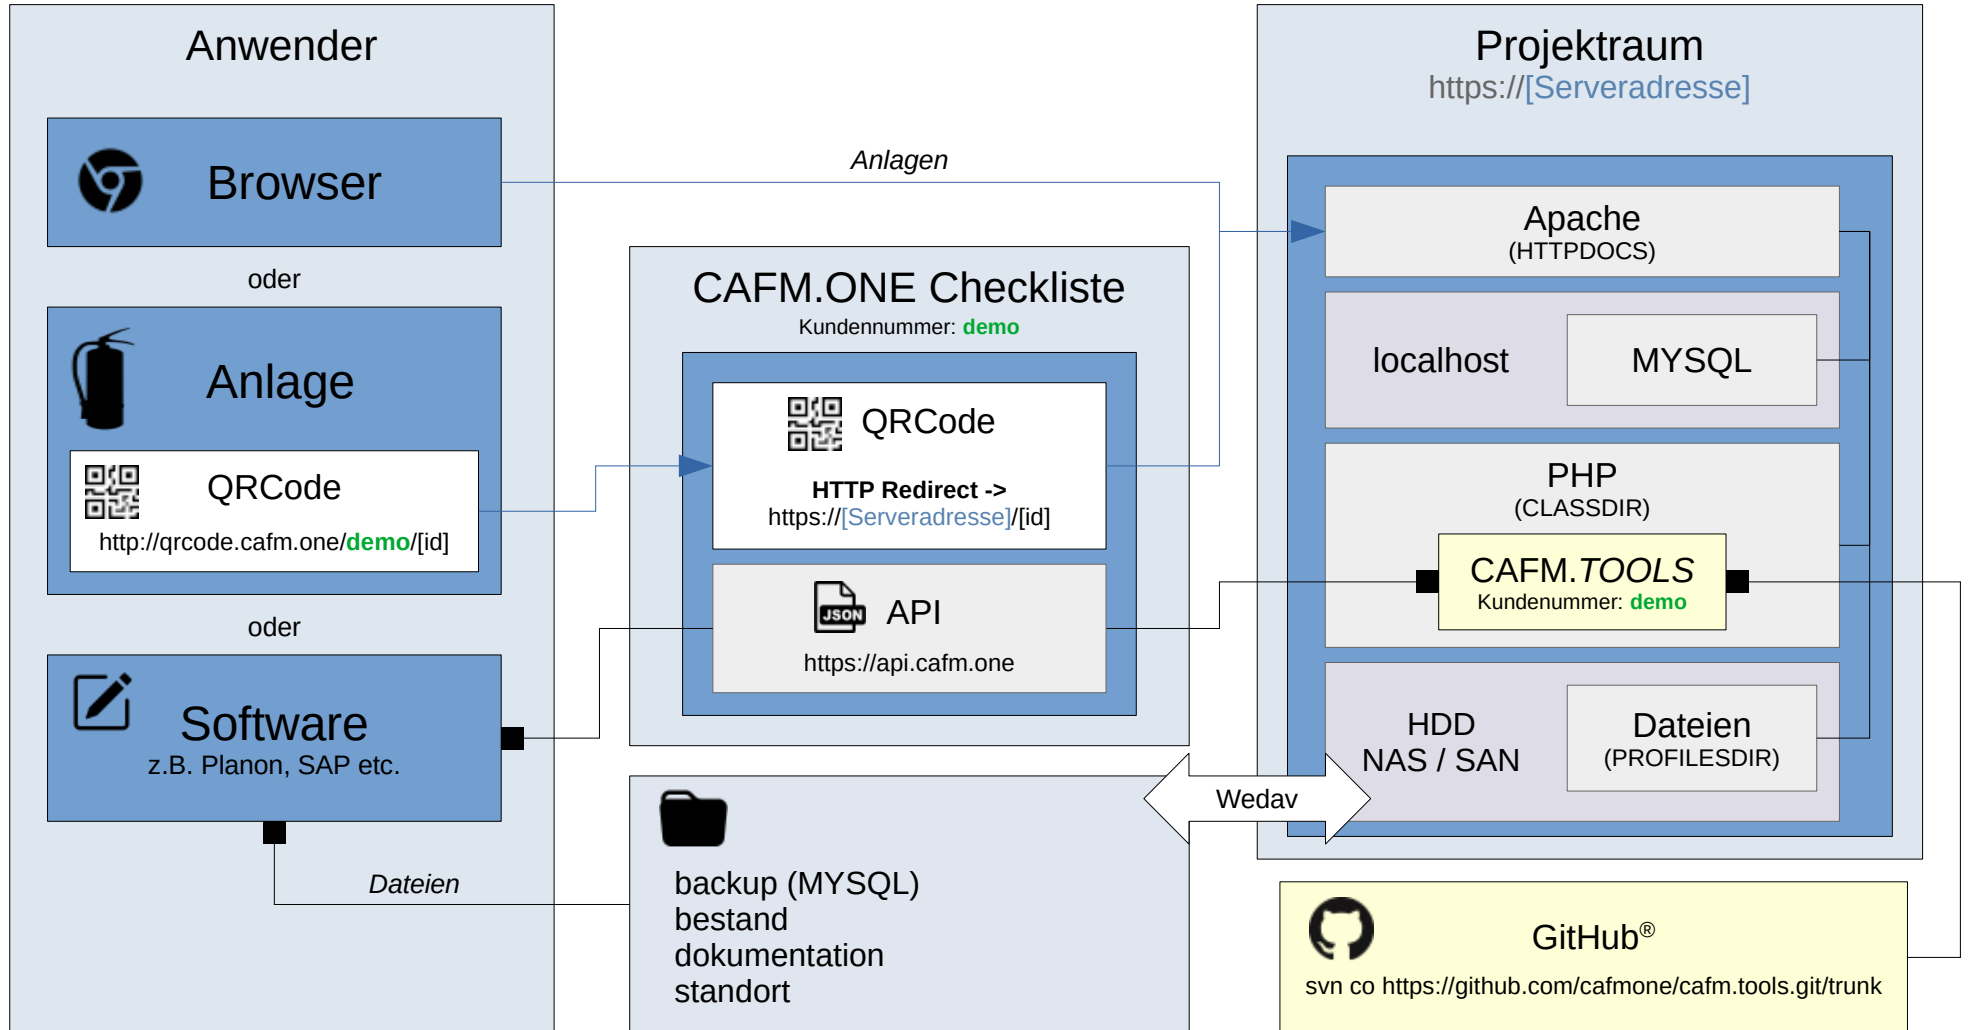 Anwender
Browser
oder
Anlage
QRCode
http://qrcode.cafm.one/demo/[id]
oder
Software
z.B. Planon, SAP etc.
Dateien
Anlagen
CAFM.ONE Checkliste
Kundennummer: demo
QRCode
HTTP Redirect ->
https://[Serveradresse]/[id]
JSON
API
https://api.cafm.one
backup (MYSQL)
bestand
dokumentation
standort
Wedav
Projektraum
https://[Serveradresse]
Apache
(HTTPDOCS)
localhost
MYSQL
PHP
(CLASSDIR)
CAFM.TOOLS
Kundenummer: demo
HDD
NAS / SAN
Dateien
(PROFILESDIR)
GitHub®
svn co https://github.com/cafmone/cafm.tools.git/trunk